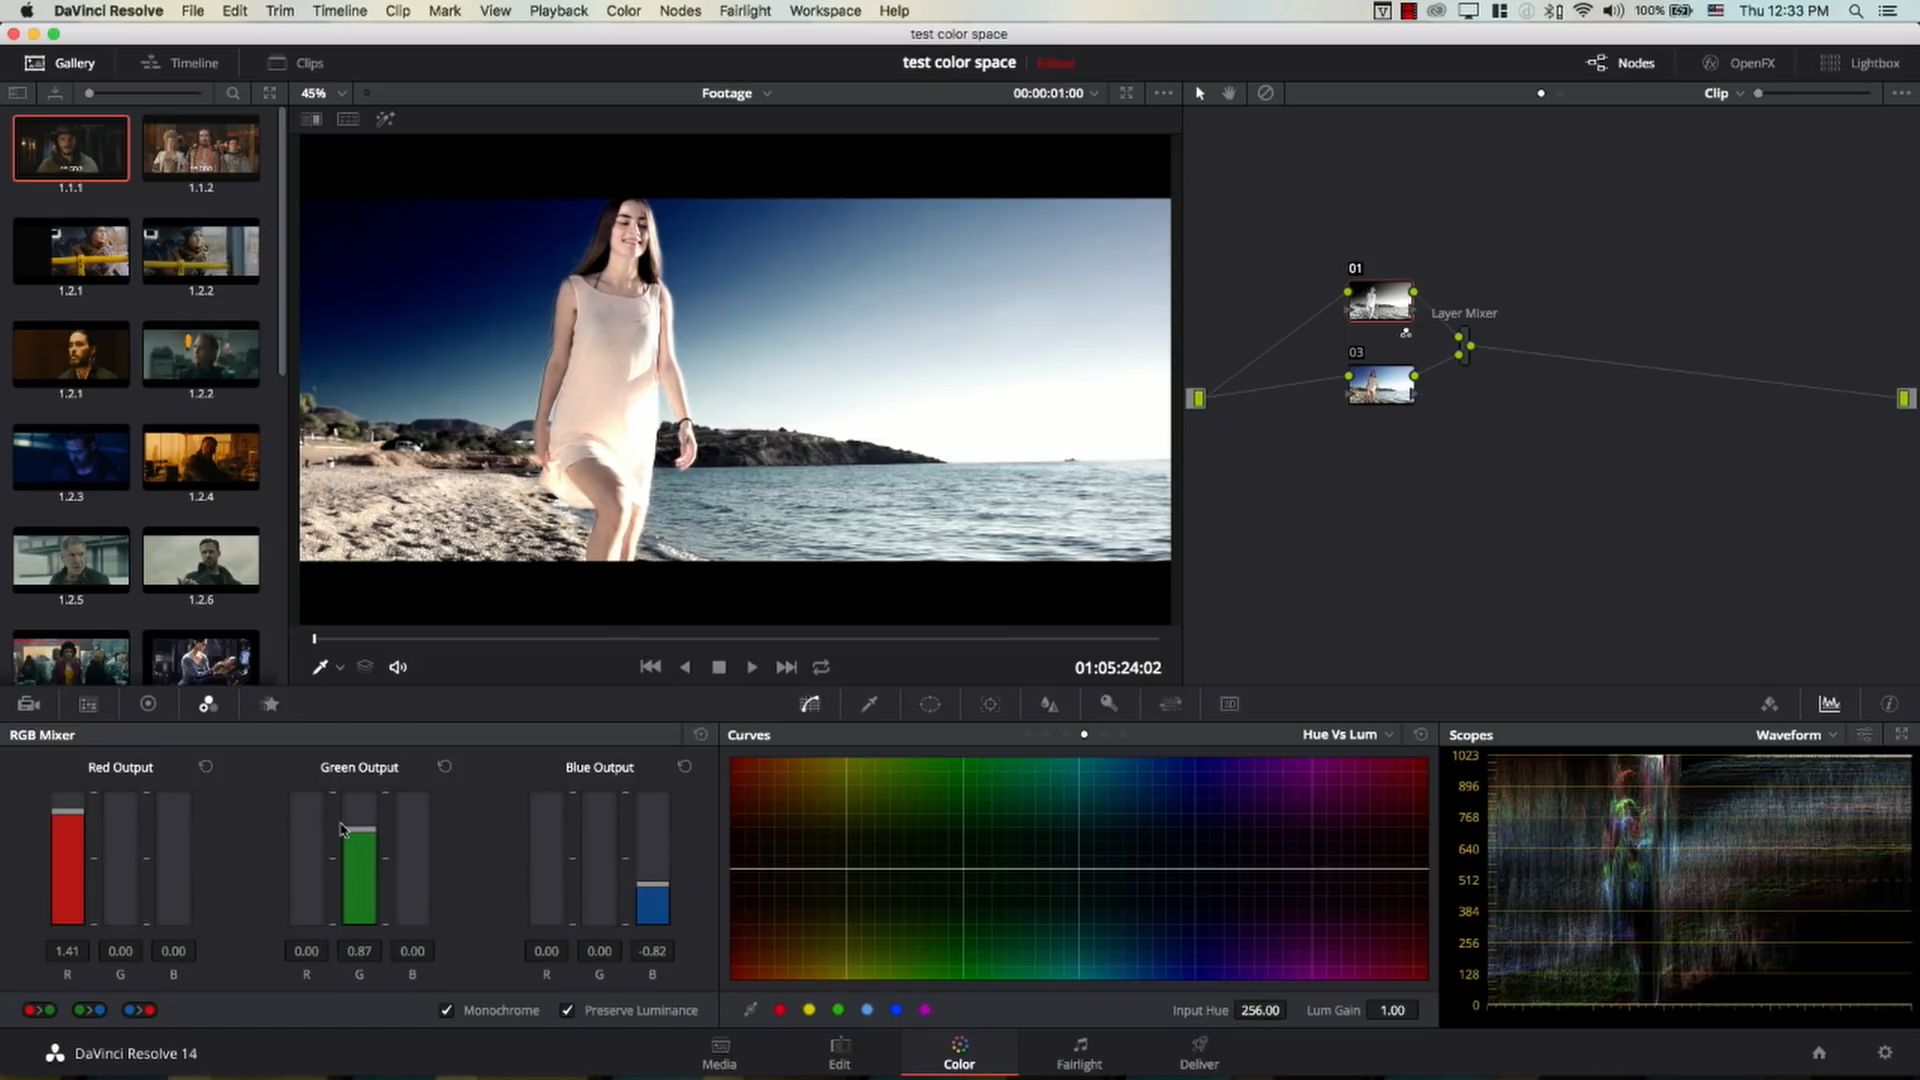 DaVinci Resolve File Edit Trim Timeline Clip Mark View Playback Color Nodes Fairlight Workspace Help 100% Thu 12:33 PM
test color space
Gallery Timeline Clips test color space Edited Nodes OpenFX Lightbox
45% Footage 00:00:01:00 Clip
1.1.1 1.1.2
1.2.1 1.2.2
1.2.1 1.2.2
1.2.3 1.2.4
1.2.5 1.2.6
01
Layer Mixer
03
01:05:24:02
RGB Mixer
Red Output Green Output Blue Output
1.41 0.00 0.00 0.00 0.87 0.00 0.00 0.00 -0.82
R G B R G B R G B
Monochrome Preserve Luminance
Curves Hue Vs Lum
Input Hue 256.00 Lum Gain 1.00
Scopes Waveform
1023
896
768
640
512
384
256
128
0
3D
DaVinci Resolve 14 Media Edit Color Fairlight Deliver